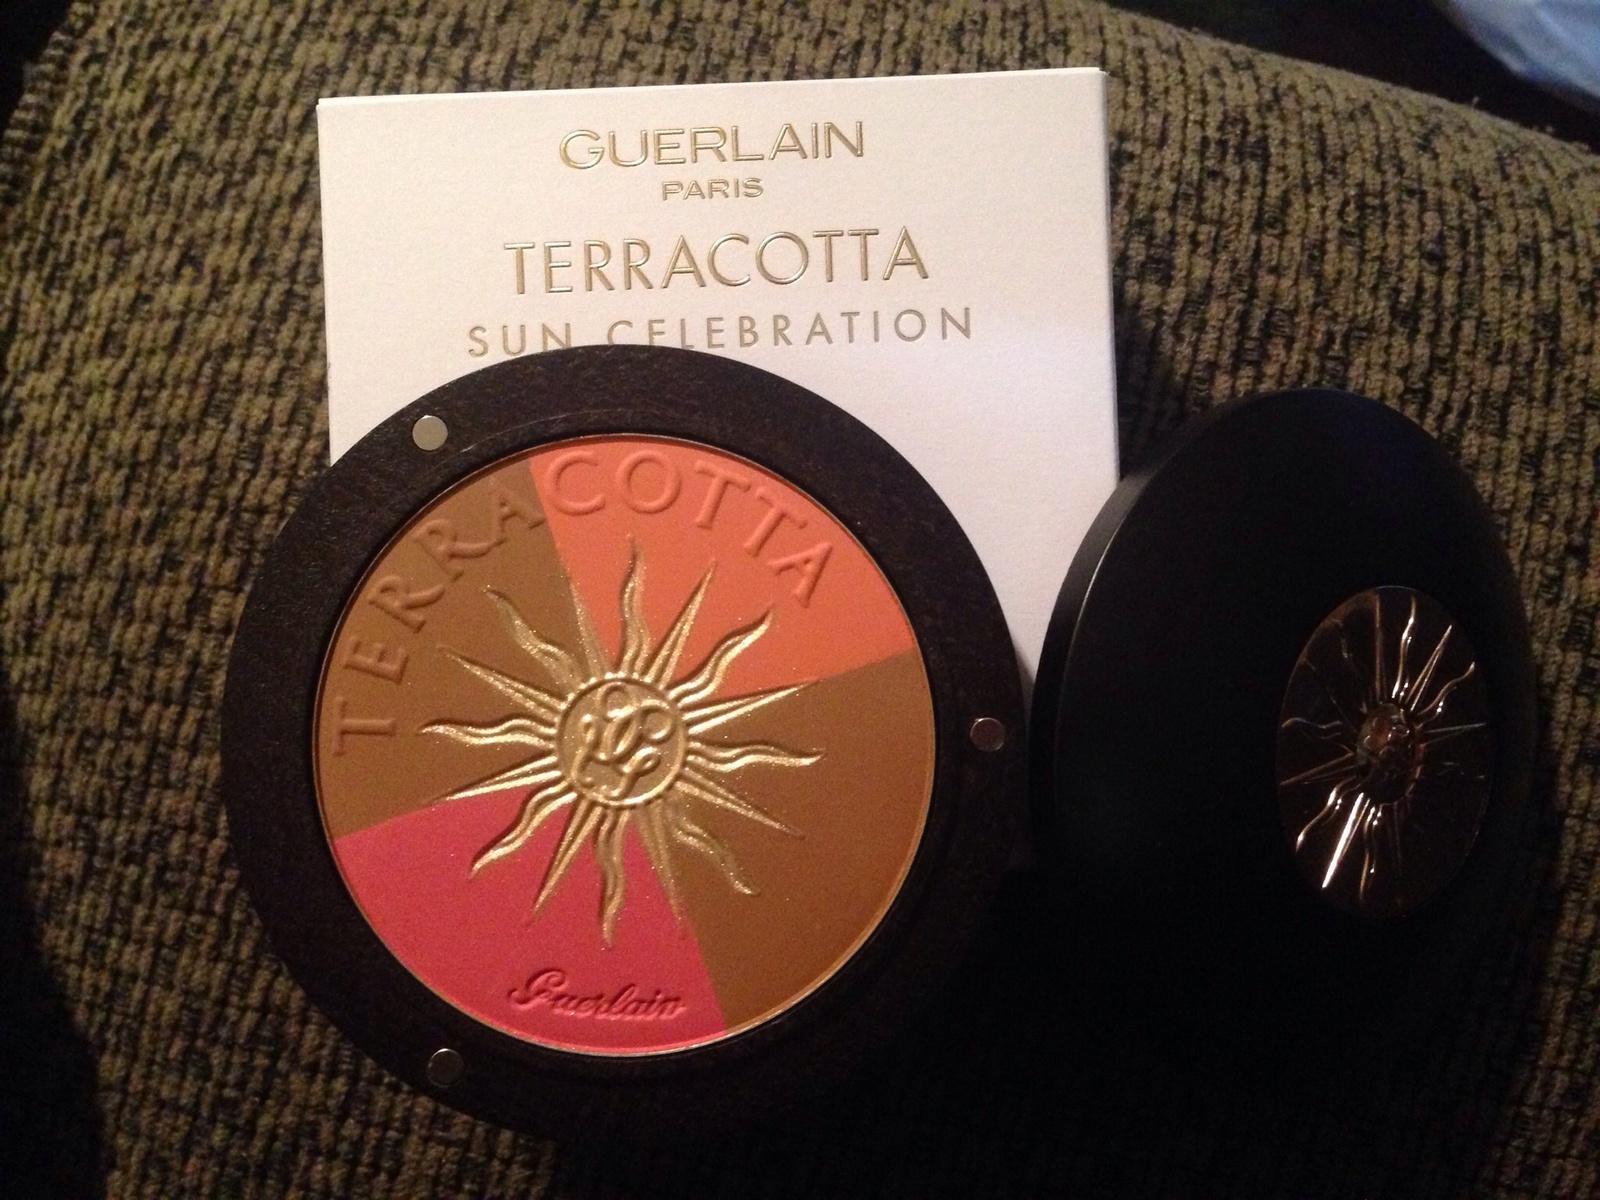 GUERLAIN
PARIS
TERRACOTTA
SUN CELEBRATION
TERRACOTTA
Guerlain